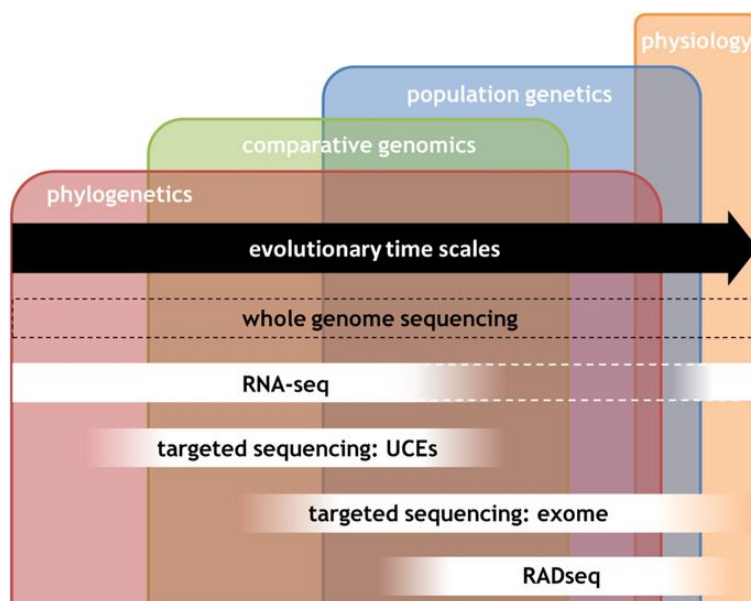 physiology
population genetics
comparative genomics
phylogenetics
evolutionary time scales
whole genome sequencing
RNA-seq
targeted sequencing: UCEs
targeted sequencing: exome
RADseq